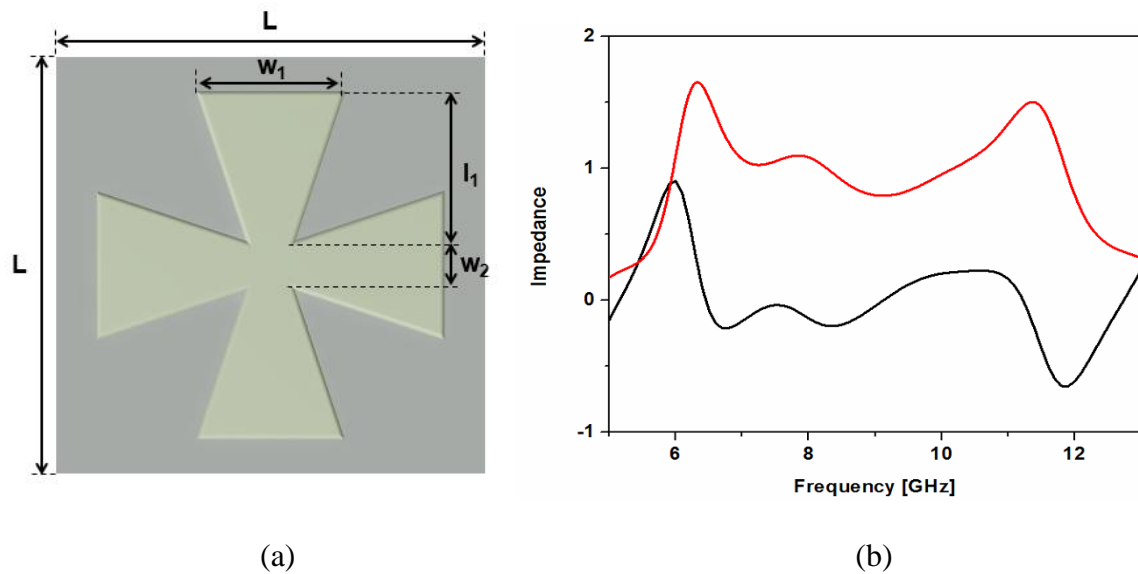 L
w₁
l₁
L
w₂
2
1
0
-1
Impedance
6 8 10 12
Frequency [GHz]
(a) (b)